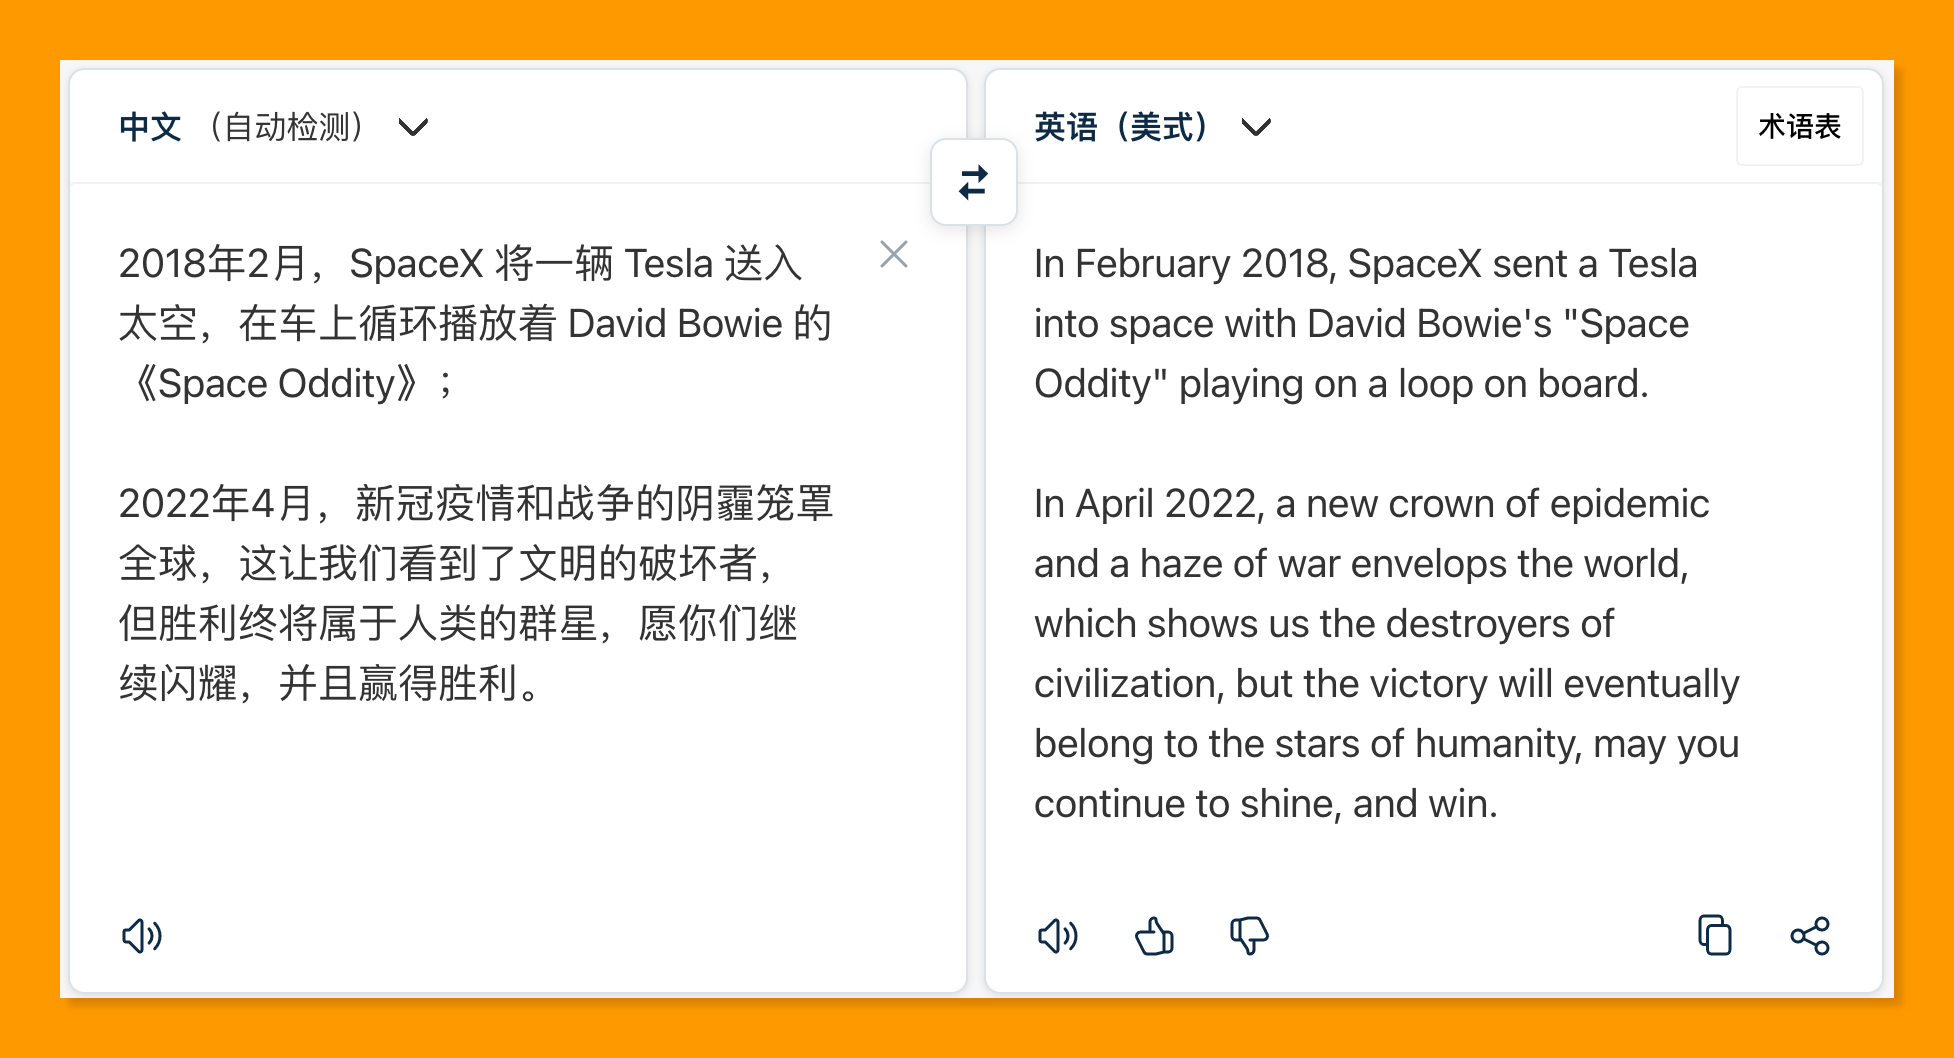 中文 （自动检测）
2018年2月，SpaceX 将一辆 Tesla 送入
太空，在车上循环播放着 David Bowie 的
《Space Oddity》；
2022年4月，新冠疫情和战争的阴霾笼罩
全球，这让我们看到了文明的破坏者，
但胜利终将属于人类的群星，愿你们继
续闪耀，并且赢得胜利。
英语（美式）
术语表
In February 2018, SpaceX sent a Tesla
into space with David Bowie's "Space
Oddity" playing on a loop on board.
In April 2022, a new crown of epidemic
and a haze of war envelops the world,
which shows us the destroyers of
civilization, but the victory will eventually
belong to the stars of humanity, may you
continue to shine, and win.